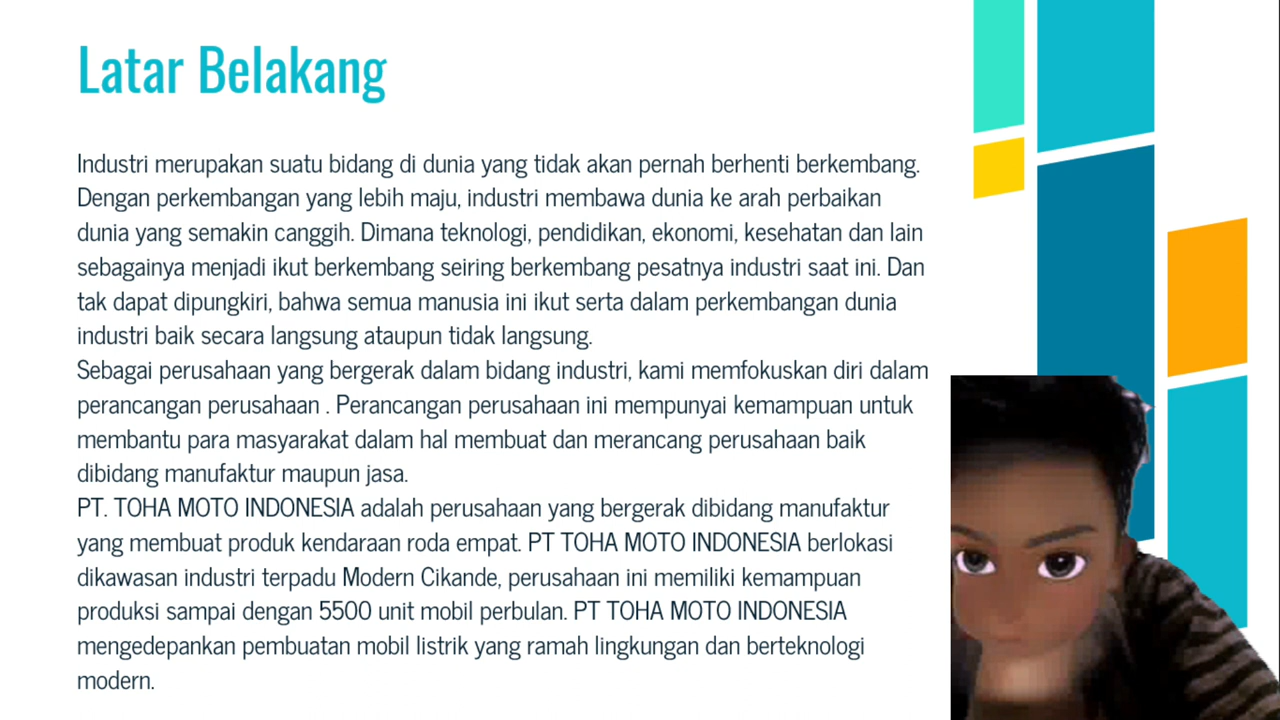 Latar Belakang
Industri merupakan suatu bidang di dunia yang tidak akan pernah berhenti berkembang.
Dengan perkembangan yang lebih maju, industri membawa dunia ke arah perbaikan
dunia yang semakin canggih. Dimana teknologi, pendidikan, ekonomi, kesehatan dan lain
sebagainya menjadi ikut berkembang seiring berkembang pesatnya industri saat ini. Dan
tak dapat dipungkiri, bahwa semua manusia ini ikut serta dalam perkembangan dunia
industri baik secara langsung ataupun tidak langsung.
Sebagai perusahaan yang bergerak dalam bidang industri, kami memfokuskan diri dalam
perancangan perusahaan . Perancangan perusahaan ini mempunyai kemampuan untuk
membantu para masyarakat dalam hal membuat dan merancang perusahaan baik
dibidang manufaktur maupun jasa.
PT. TOHA MOTO INDONESIA adalah perusahaan yang bergerak dibidang manufaktur
yang membuat produk kendaraan roda empat. PT TOHA MOTO INDONESIA berlokasi
dikawasan industri terpadu Modern Cikande, perusahaan ini memiliki kemampuan
produksi sampai dengan 5500 unit mobil perbulan. PT TOHA MOTO INDONESIA
mengedepankan pembuatan mobil listrik yang ramah lingkungan dan berteknologi
modern.